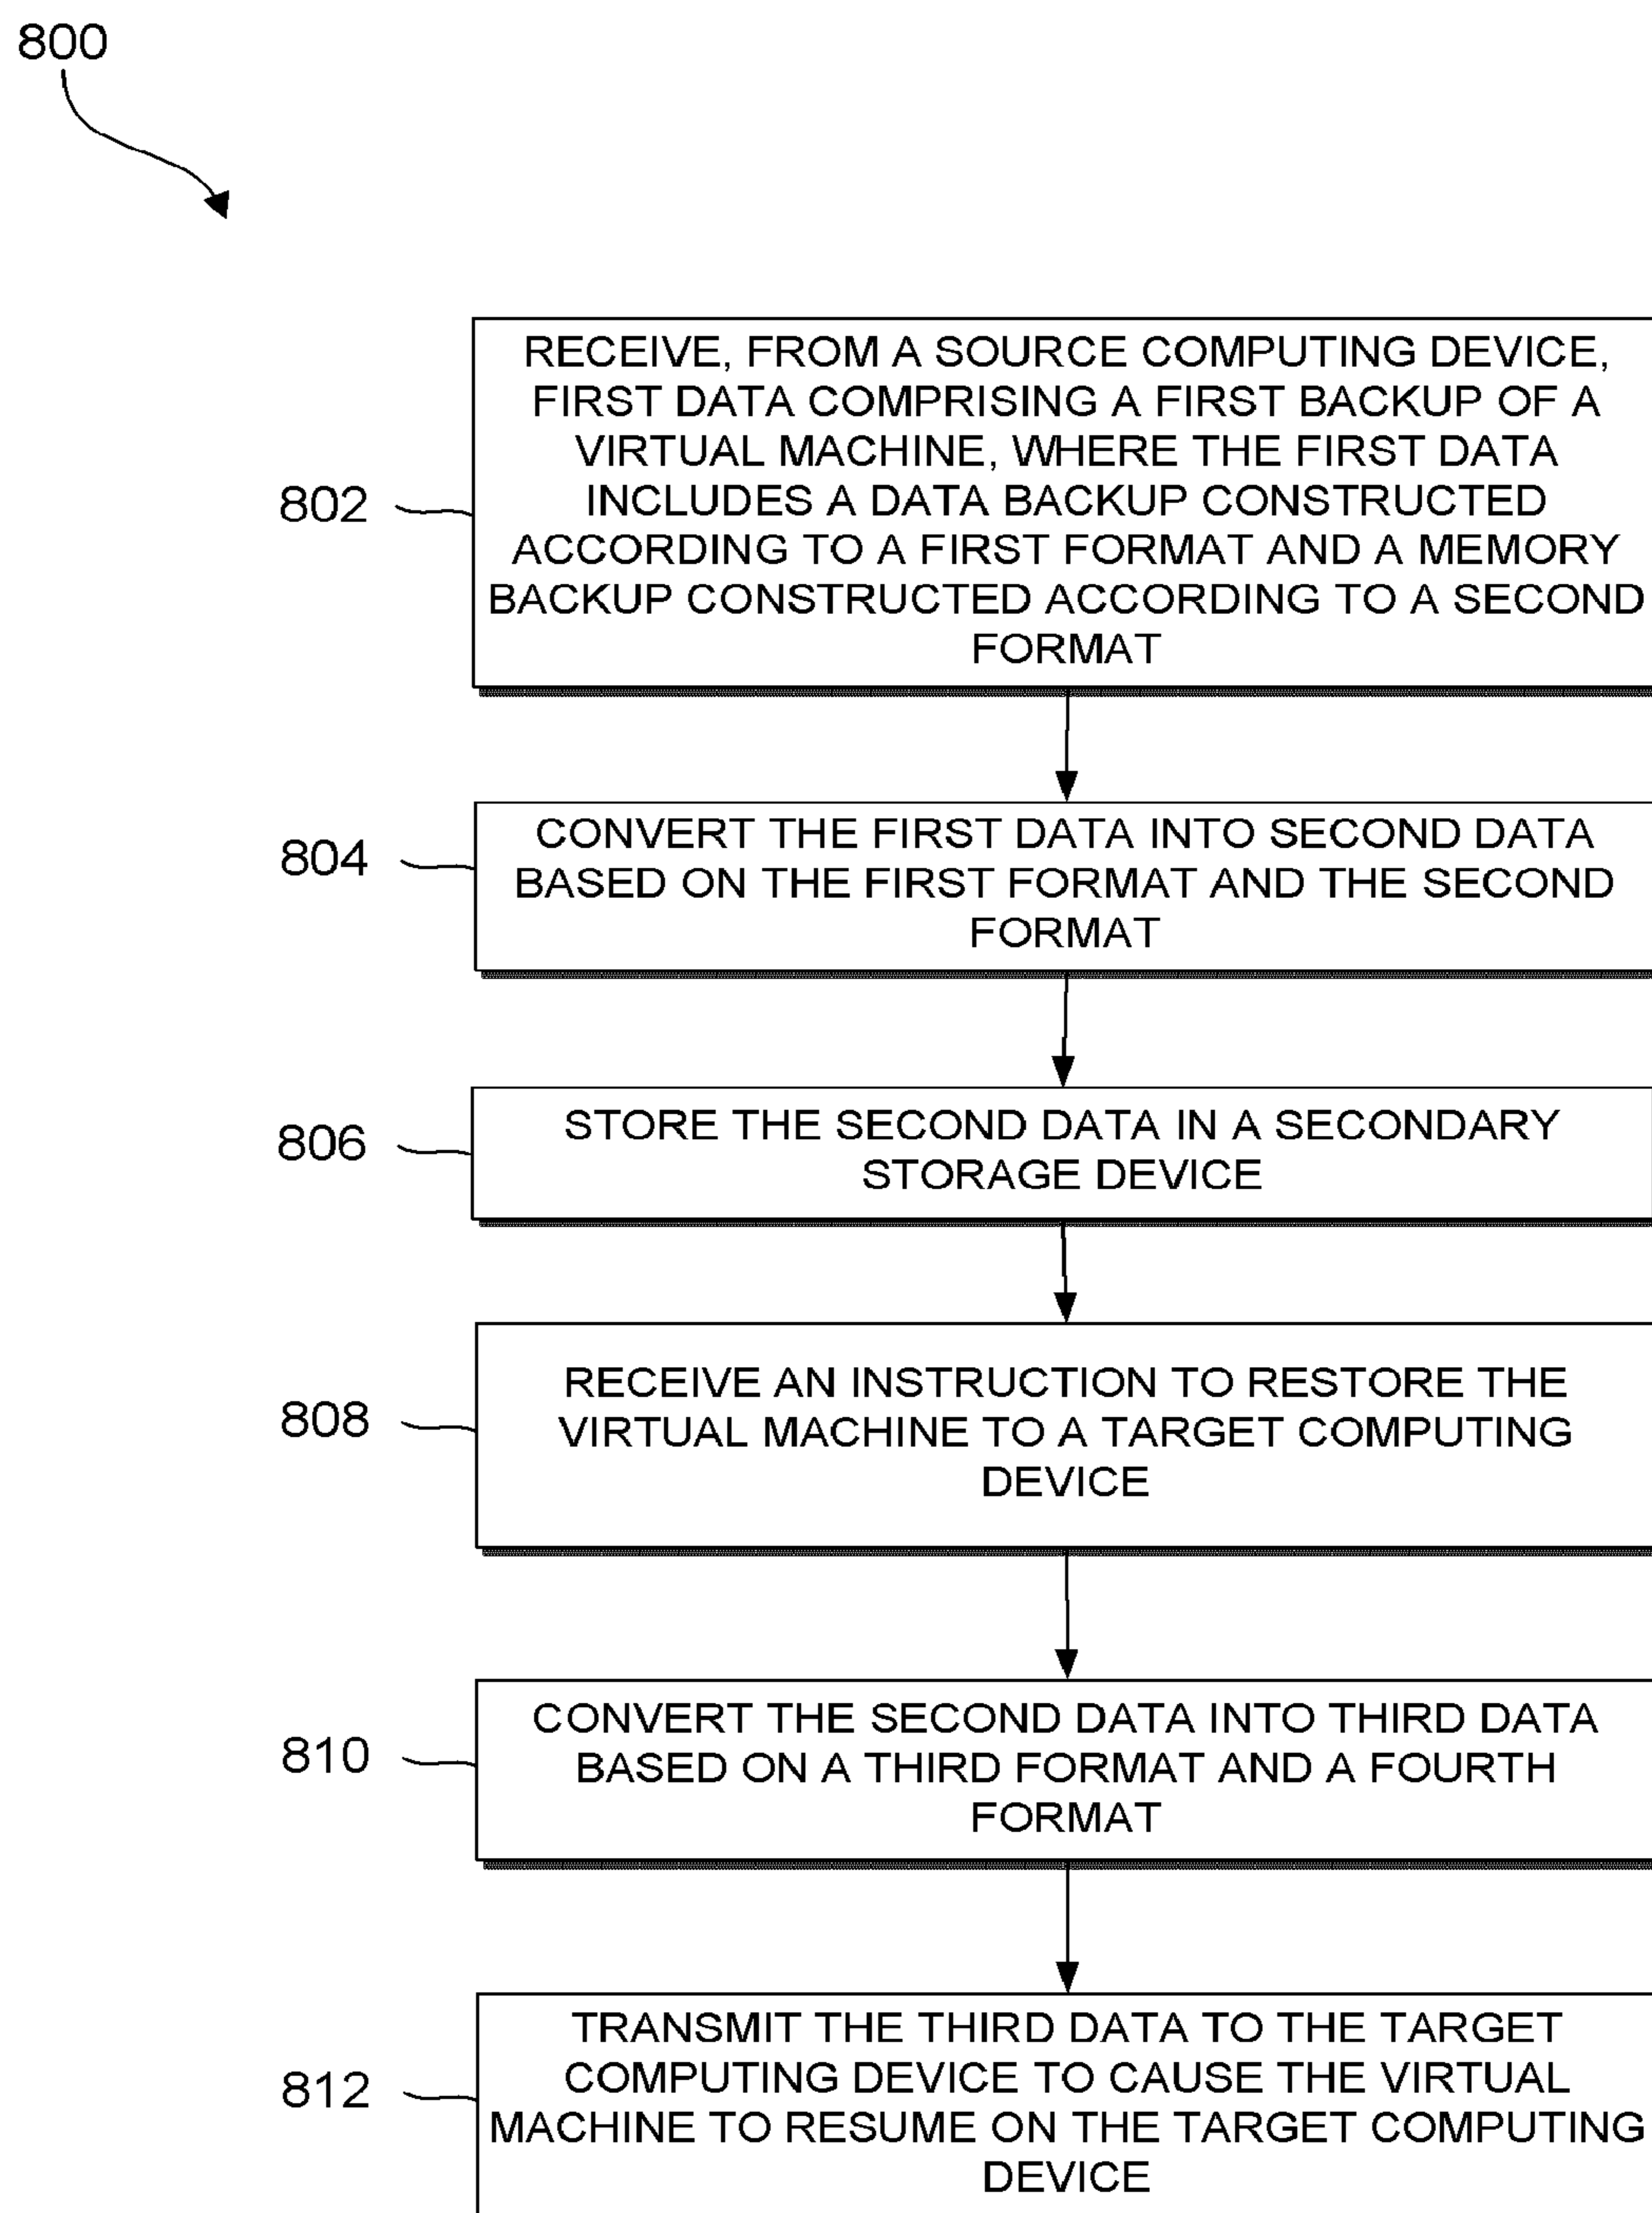 800
802
RECEIVE, FROM A SOURCE COMPUTING DEVICE,
FIRST DATA COMPRISING A FIRST BACKUP OF A
VIRTUAL MACHINE, WHERE THE FIRST DATA
INCLUDES A DATA BACKUP CONSTRUCTED
ACCORDING TO A FIRST FORMAT AND A MEMORY
BACKUP CONSTRUCTED ACCORDING TO A SECOND
FORMAT
804
CONVERT THE FIRST DATA INTO SECOND DATA
BASED ON THE FIRST FORMAT AND THE SECOND
FORMAT
806
STORE THE SECOND DATA IN A SECONDARY
STORAGE DEVICE
808
RECEIVE AN INSTRUCTION TO RESTORE THE
VIRTUAL MACHINE TO A TARGET COMPUTING
DEVICE
810
CONVERT THE SECOND DATA INTO THIRD DATA
BASED ON A THIRD FORMAT AND A FOURTH
FORMAT
812
TRANSMIT THE THIRD DATA TO THE TARGET
COMPUTING DEVICE TO CAUSE THE VIRTUAL
MACHINE TO RESUME ON THE TARGET COMPUTING
DEVICE